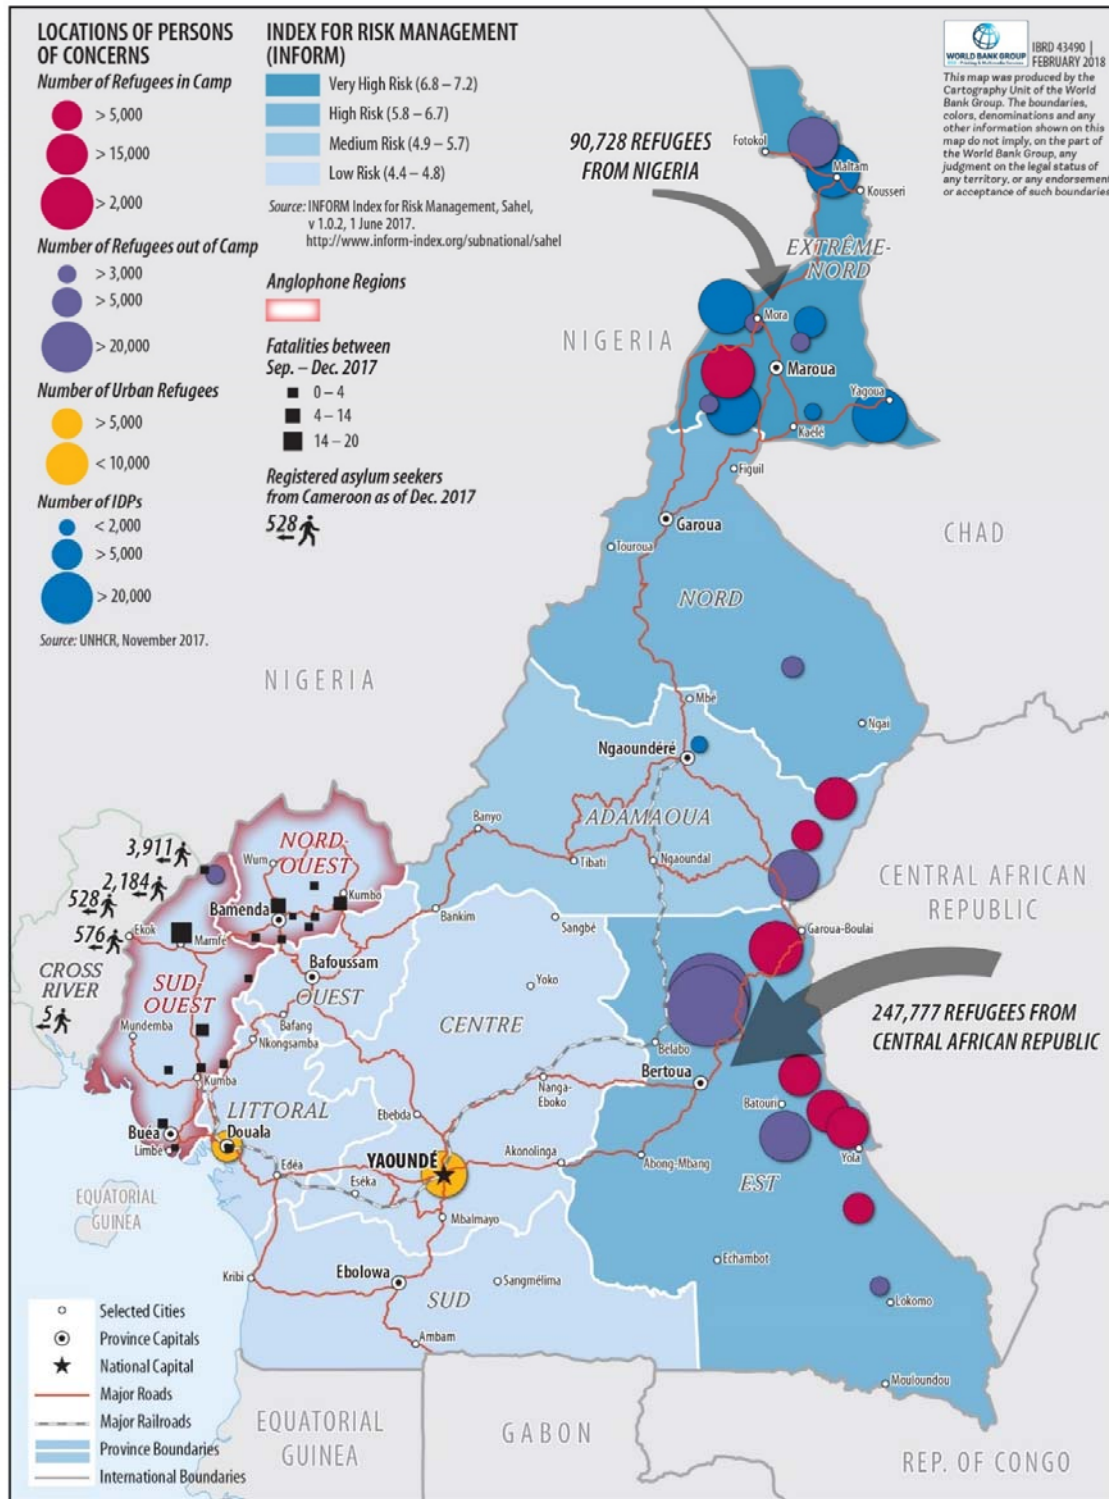 LOCATIONS OF PERSONS
OF CONCERNS
Number of Refugees in Camp
> 5,000
> 15,000
> 2,000
Number of Refugees out of Camp
> 3,000
> 5,000
> 20,000
Number of Urban Refugees
> 5,000
< 10,000
Number of IDPs
< 2,000
> 5,000
> 20,000
Source: UNHCR, November 2017.
INDEX FOR RISK MANAGEMENT
(INFORM)
Very High Risk (6.8 – 7.2)
High Risk (5.8 – 6.7)
Medium Risk (4.9 – 5.7)
Low Risk (4.4 – 4.8)
Source: INFORM Index for Risk Management, Sahel,
v 1.0.2, 1 June 2017.
http://www.inform-index.org/subnational/sahel
Anglophone Regions
Fatalities between
Sep. – Dec. 2017
0 – 4
4 – 14
14 – 20
Registered asylum seekers
from Cameroon as of Dec. 2017
528
WORLD BANK GROUP
IBRD 43490 |
FEBRUARY 2018
This map was produced by the
Cartography Unit of the World
Bank Group. The boundaries,
colors, denominations and any
other information shown on this
map do not imply, on the part of
the World Bank Group, any
judgment on the legal status of
any territory, or any endorsement
or acceptance of such boundaries.
90,728 REFUGEES
FROM NIGERIA
Fotokol
Maltam
Kousseri
EXTRÊME-
NORD
NIGERIA
Mora
Maroua
Yagoua
Kaélé
Figuil
Garoua
CHAD
Touroua
NORD
NIGERIA
Mbé
Ngai
Ngaoundéré
Banyo
ADAMAOUA
Tibati
Ngaoundal
CENTRAL AFRICAN
REPUBLIC
3,911
2,184
528
576
5
NORD-
OUEST
Wum
Kumbo
Bamenda
Bankim
Sangbé
Garoua-Boulai
Ekok
Mamfé
CROSS
RIVER
SUD-
OUEST
Bafoussam
OUEST
Yoko
CENTRE
247,777 REFUGEES FROM
CENTRAL AFRICAN REPUBLIC
Mundemba
Bafang
Nkongsamba
Belabo
Bertoua
Kumba
Nanga-
Eboko
Batouri
LITTORAL
Ebebda
Buéa
Limbé
Douala
Akonolinga
Yola
YAOUNDÉ
Edéa
Eséka
Abong-Mbang
EST
EQUATORIAL
GUINEA
Mbalmayo
Echambot
Kribi
Ebolowa
Sangmélima
SUD
Lokomo
Ambam
Mouloundou
EQUATORIAL
GUINEA
GABON
REP. OF CONGO
Selected Cities
Province Capitals
National Capital
Major Roads
Major Railroads
Province Boundaries
International Boundaries